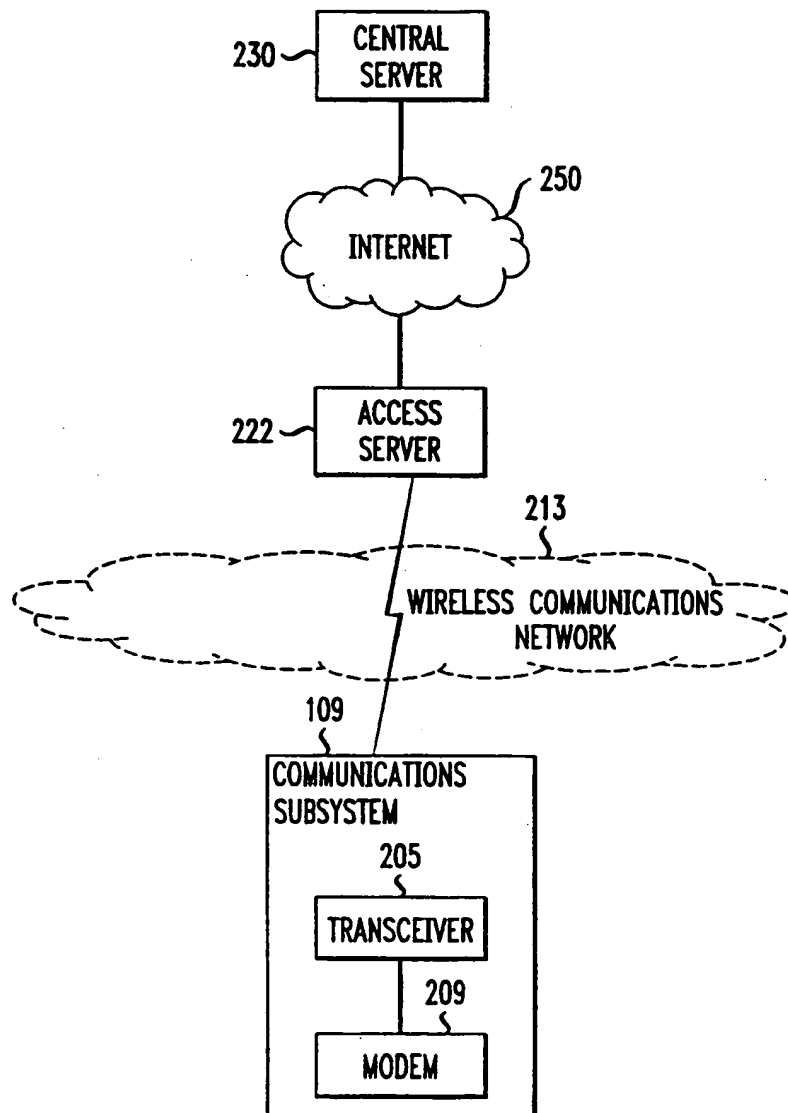 CENTRAL
SERVER
230
250
INTERNET
ACCESS
SERVER
222
213
WIRELESS COMMUNICATIONS
NETWORK
109
COMMUNICATIONS
SUBSYSTEM
205
TRANSCEIVER
209
MODEM